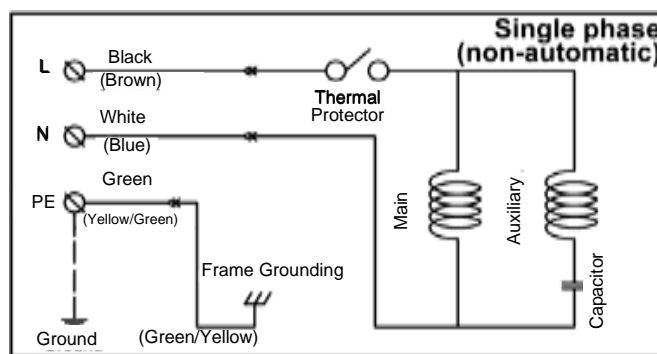 Single phase
(non-automatic)
L
Black
(Brown)
Thermal
Protector
N
White
(Blue)
PE
Green
(Yellow/Green)
Main
Auxiliary
Capacitor
Frame Grounding
Ground
(Green/Yellow)